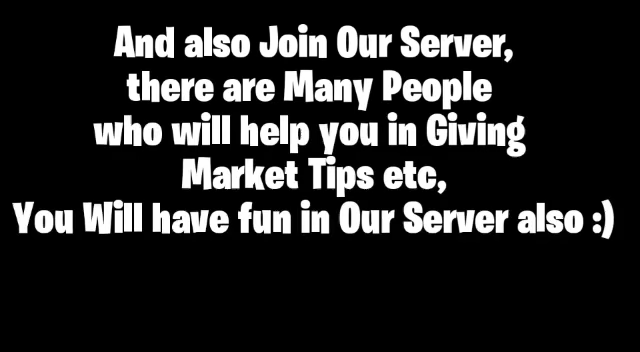 And also Join Our Server,
there are Many People
who will help you in Giving
Market Tips etc,
You Will have fun in Our Server also :)